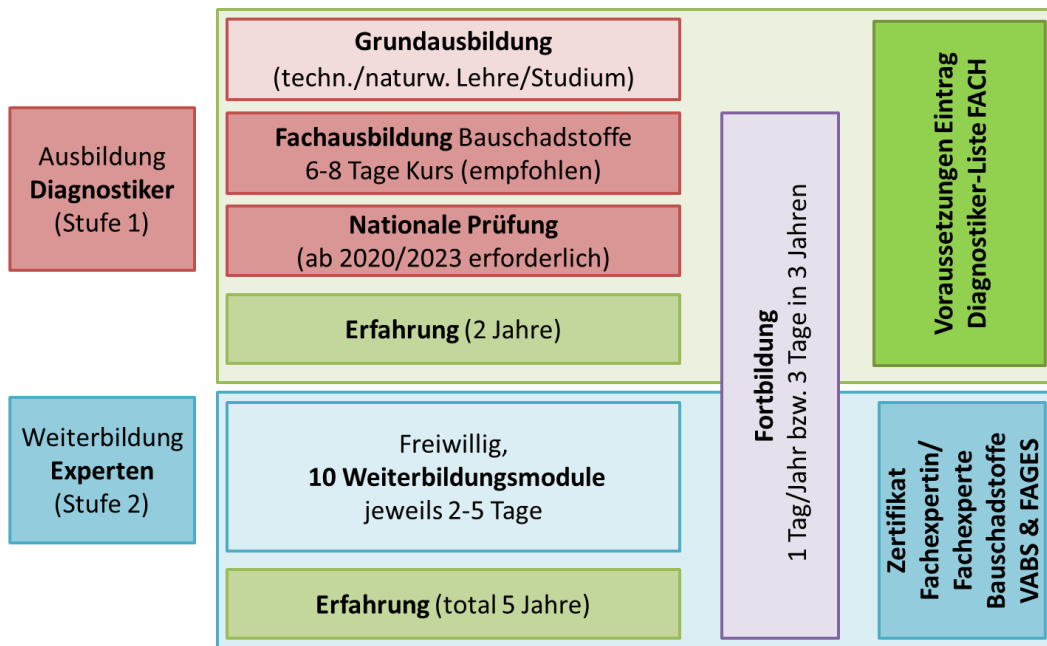 Grundausbildung
(techn./naturw. Lehre/Studium)
Ausbildung
Diagnostiker
(Stufe 1)
Fachausbildung Bauschadstoffe
6-8 Tage Kurs (empfohlen)
Nationale Prüfung
(ab 2020/2023 erforderlich)
Erfahrung (2 Jahre)
Fortbildung
1 Tag/Jahr bzw. 3 Tage in 3 Jahren
Voraussetzungen Eintrag
Diagnostiker-Liste FACH
Weiterbildung
Experten
(Stufe 2)
Freiwillig,
10 Weiterbildungsmodule
jeweils 2-5 Tage
Erfahrung (total 5 Jahre)
Zertifikat
Fachexpertin/
Fachexperte
Bauschadstoffe
VABS & FAGES